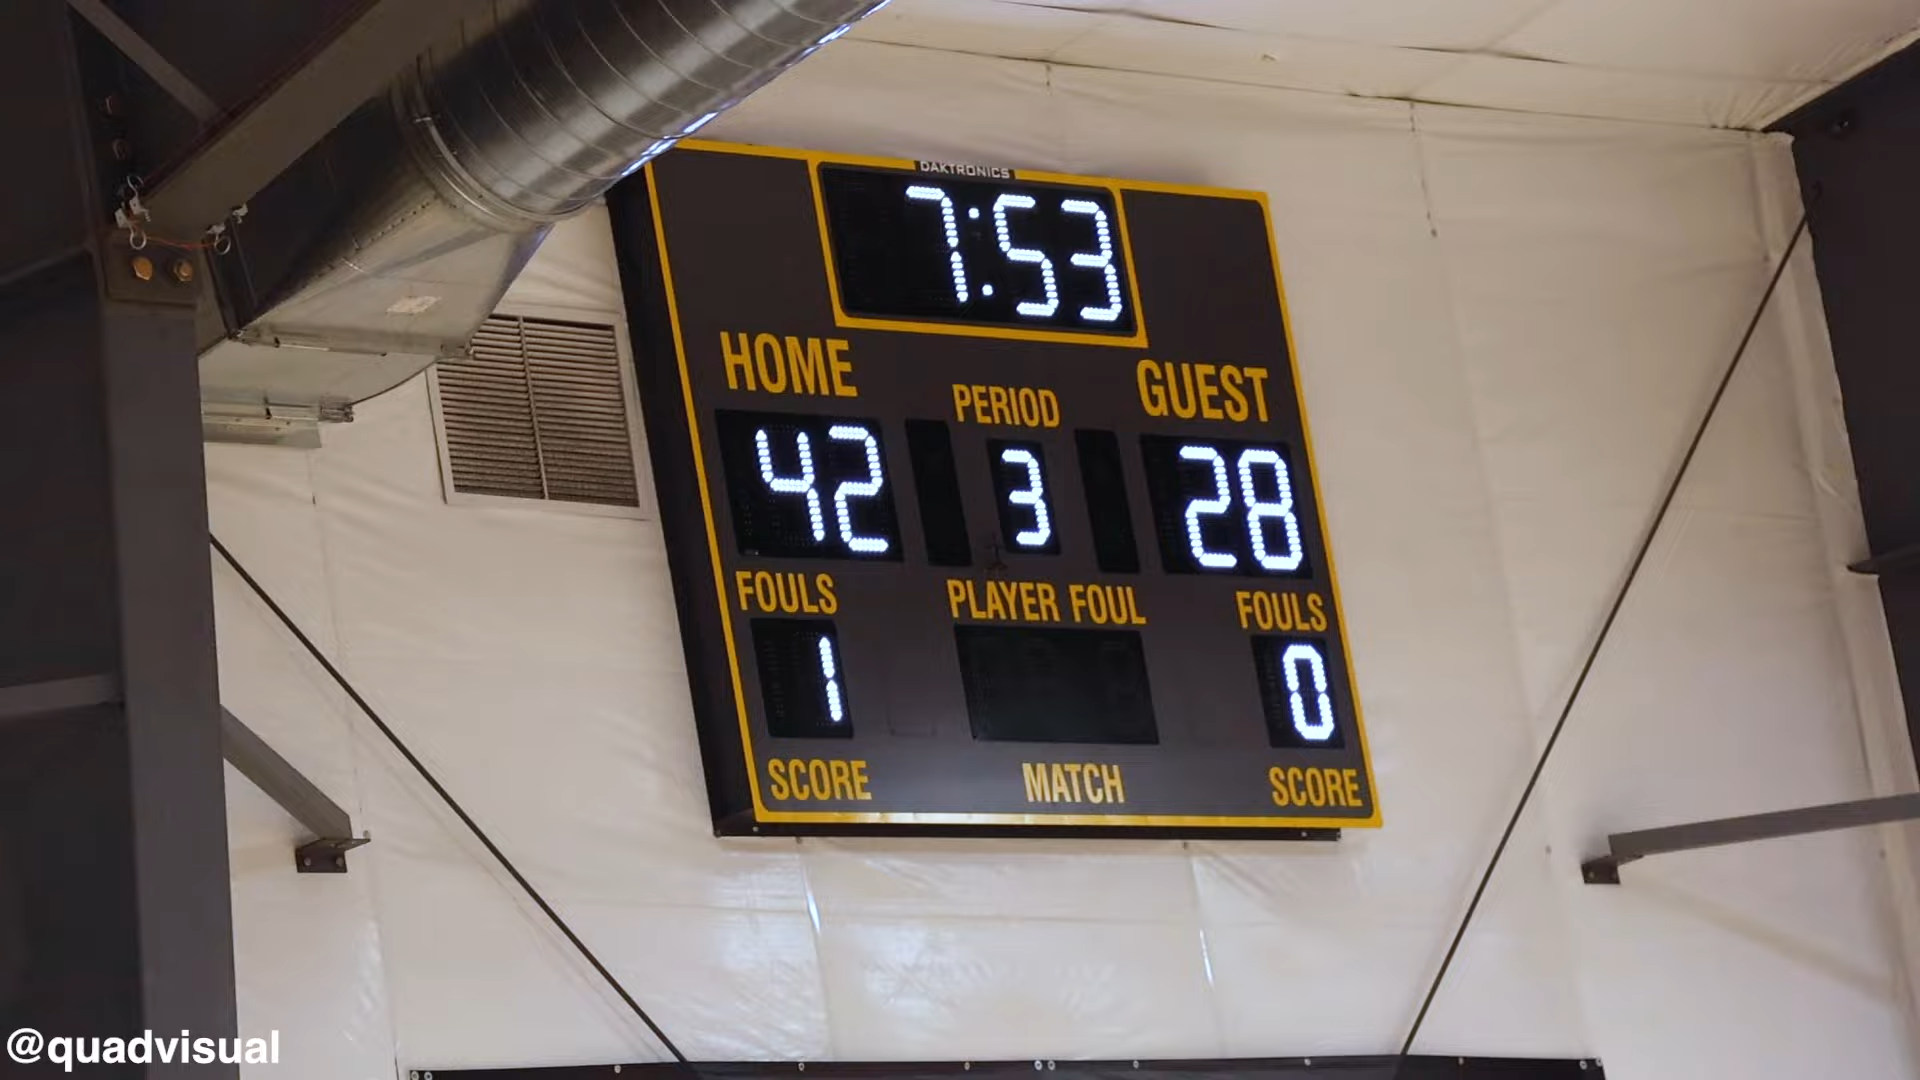 DAKTRONICS
7:53
HOME
GUEST
PERIOD
42
3
28
FOULS
PLAYER FOUL
FOULS
1
0
SCORE
MATCH
SCORE
@quadvisual